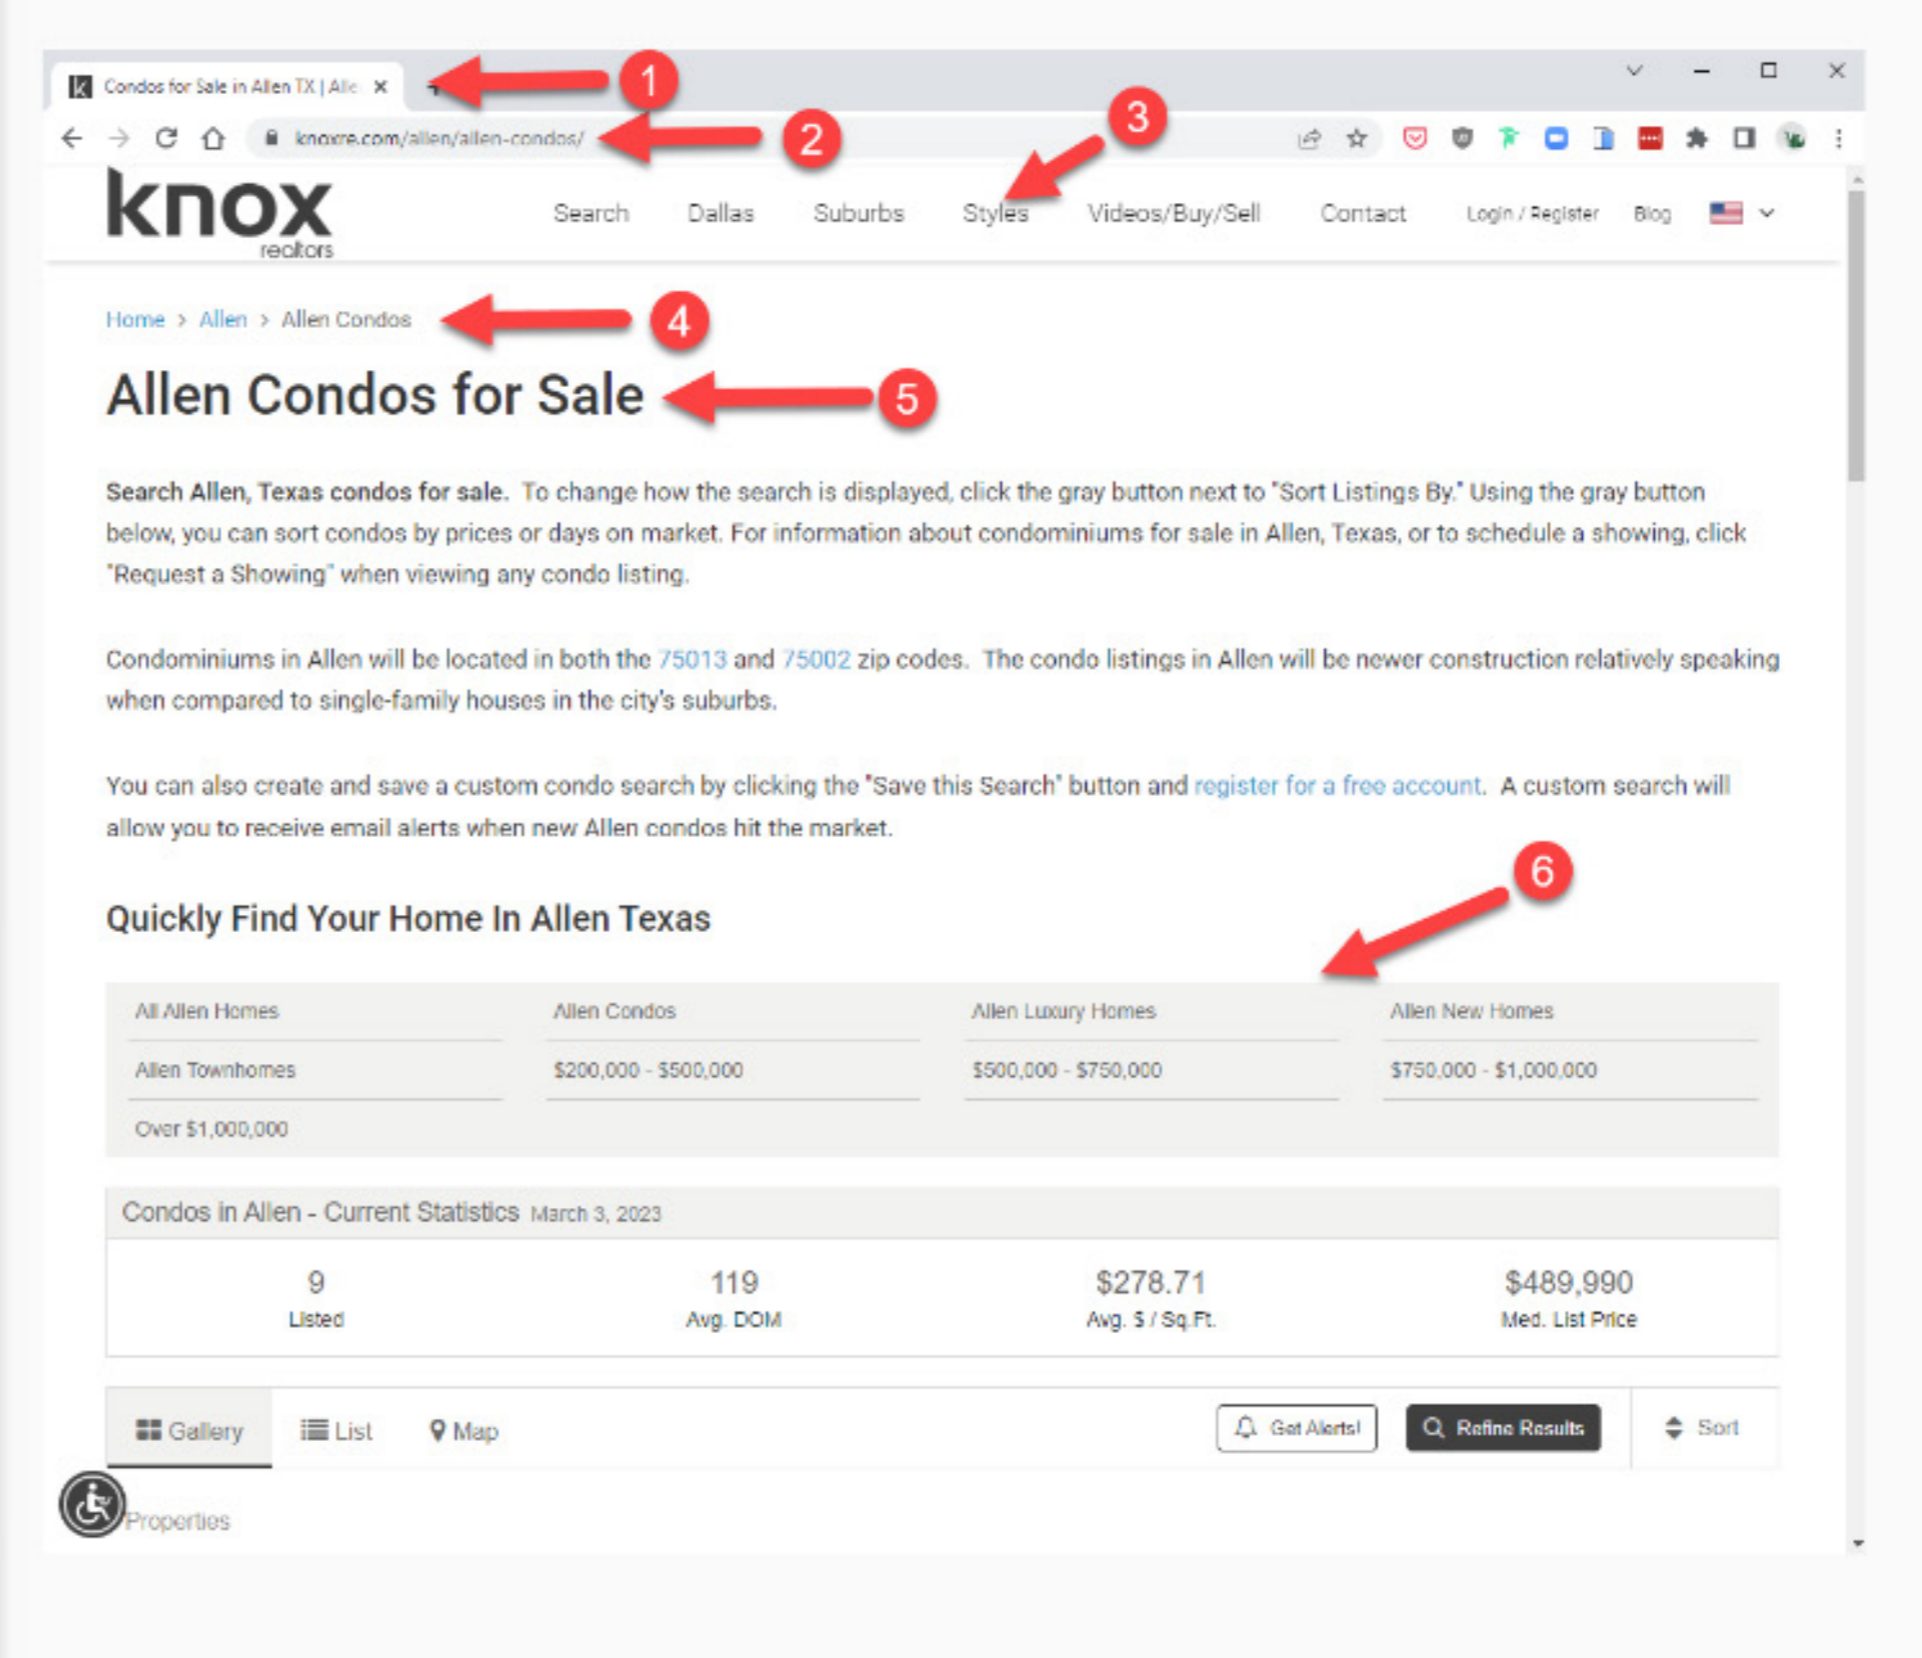 Condos for Sale in Allen TX | Alle
1
knoxre.com/allen/allen-condos/
2
3
knox
realtors
Search Dallas Suburbs Styles Videos/Buy/Sell Contact Login / Register Blog
Home > Allen > Allen Condos
4
Allen Condos for Sale
5
Search Allen, Texas condos for sale. To change how the search is displayed, click the gray button next to "Sort Listings By." Using the gray button
below, you can sort condos by prices or days on market. For information about condominiums for sale in Allen, Texas, or to schedule a showing, click
"Request a Showing" when viewing any condo listing.
Condominiums in Allen will be located in both the 75013 and 75002 zip codes. The condo listings in Allen will be newer construction relatively speaking
when compared to single-family houses in the city's suburbs.
You can also create and save a custom condo search by clicking the "Save this Search" button and register for a free account. A custom search will
allow you to receive email alerts when new Allen condos hit the market.
6
Quickly Find Your Home In Allen Texas
All Allen Homes Allen Condos Allen Luxury Homes Allen New Homes
Allen Townhomes $200,000 - $500,000 $500,000 - $750,000 $750,000 - $1,000,000
Over $1,000,000
Condos in Allen - Current Statistics March 3, 2023
9 119 $278.71 $489,990
Listed Avg. DOM Avg. $ / Sq.Ft. Med. List Price
Gallery List Map Get Alerts! Refine Results Sort
Properties